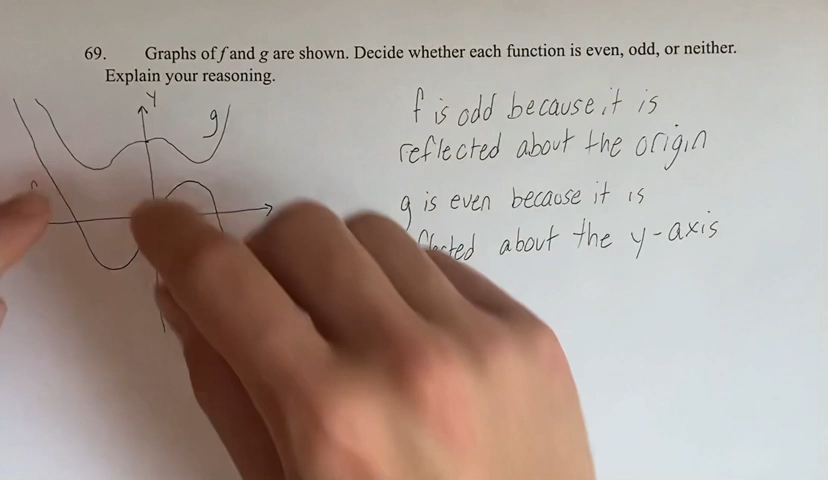 69. Graphs of f and g are shown. Decide whether each function is even, odd, or neither.
Explain your reasoning.
y
g
f is odd because it is
reflected about the origin
g is even because it is
about the y-axis